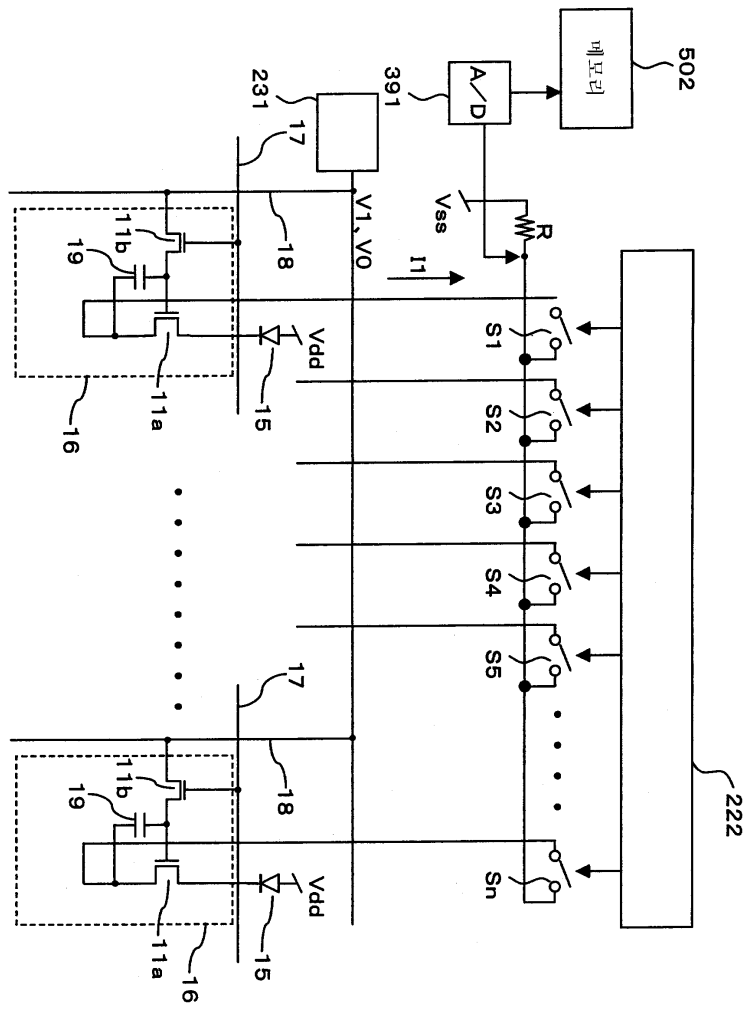 222
502
메모리
R
A/D
S1
S2
S3
S4
S5
Sn
Vss
I1
391
V1、V0
Vdd
Vdd
17
17
18
18
231
15
15
16
11a
11a
11b
11b
19
19
16